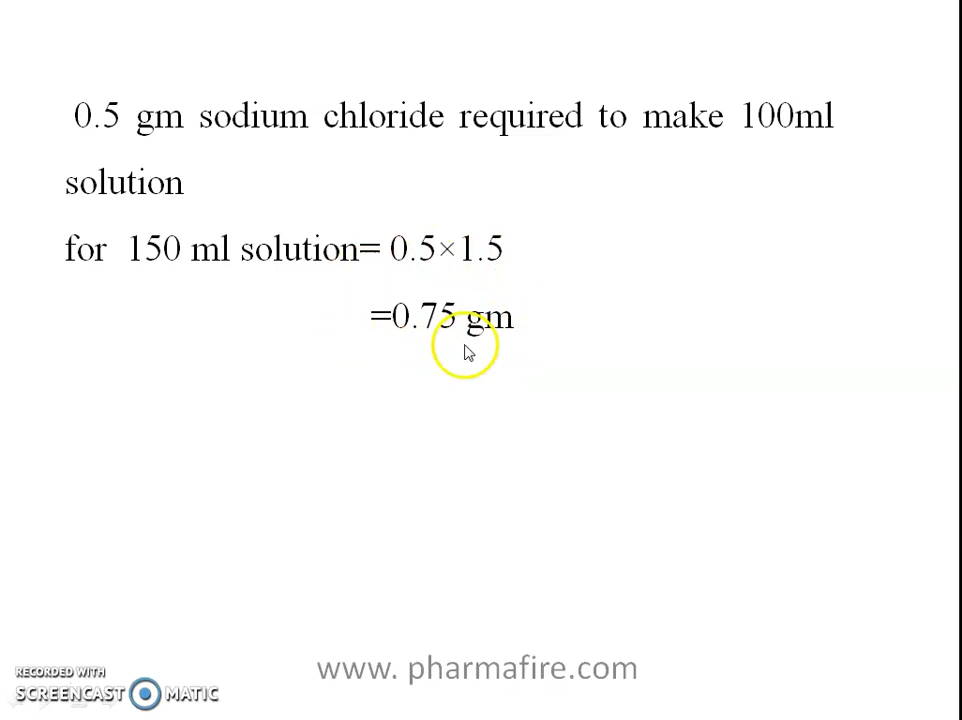 0.5 gm sodium chloride required to make 100ml
solution
for 150 ml solution= 0.5×1.5
=0.75 gm
www. pharmafire.com
RECORDED WITH
SCREENCAST MATIC